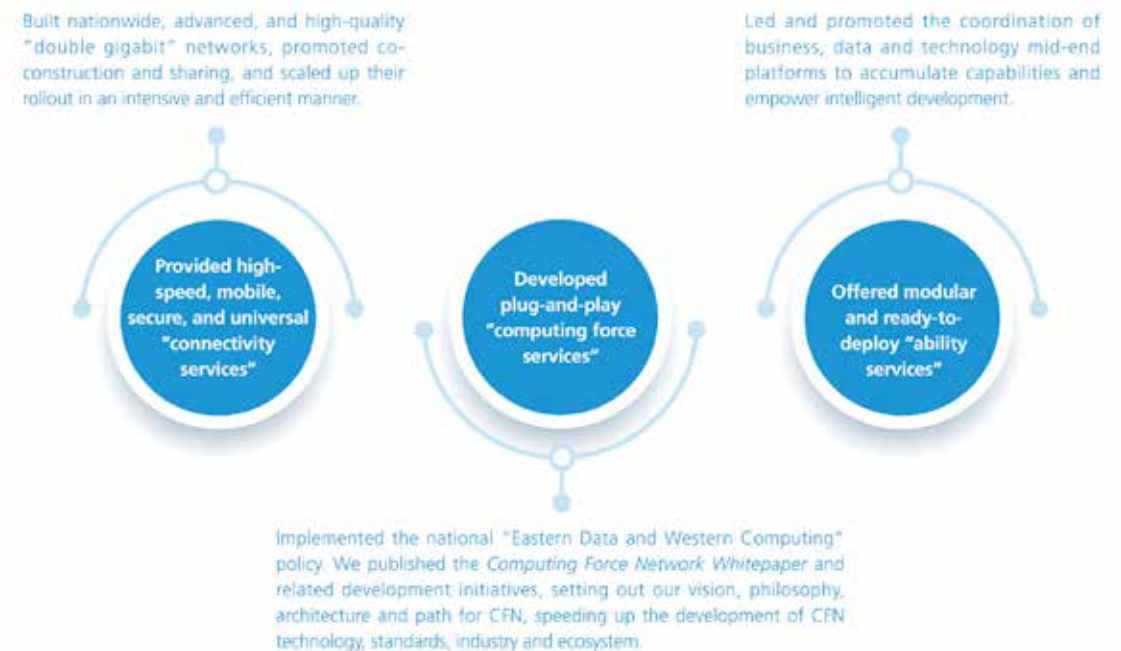 Built nationwide, advanced, and high-quality
"double gigabit" networks, promoted co-
construction and sharing, and scaled up their
rollout in an intensive and efficient manner.
Led and promoted the coordination of
business, data and technology mid-end
platforms to accumulate capabilities and
empower intelligent development.
Provided high-
speed, mobile,
secure, and universal
"connectivity
services"
Developed
plug-and-play
"computing force
services"
Offered modular
and ready-to-
deploy "ability
services"
Implemented the national "Eastern Data and Western Computing"
policy. We published the Computing Force Network Whitepaper and
related development initiatives, setting out our vision, philosophy,
architecture and path for CFN, speeding up the development of CFN
technology, standards, industry and ecosystem.